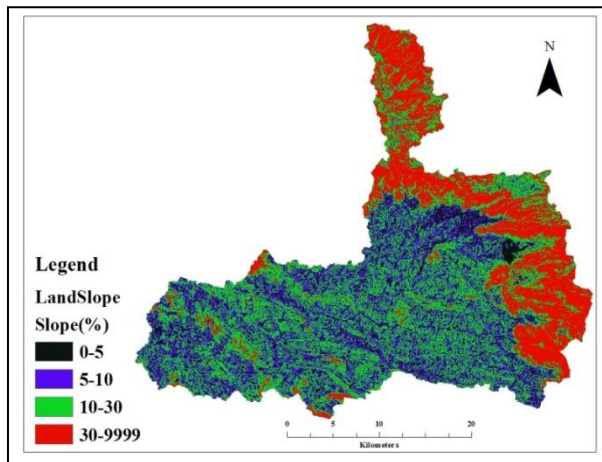 N
Legend
LandSlope
Slope(%)
0-5
5-10
10-30
30-9999
0 5 10 20
Kilometers